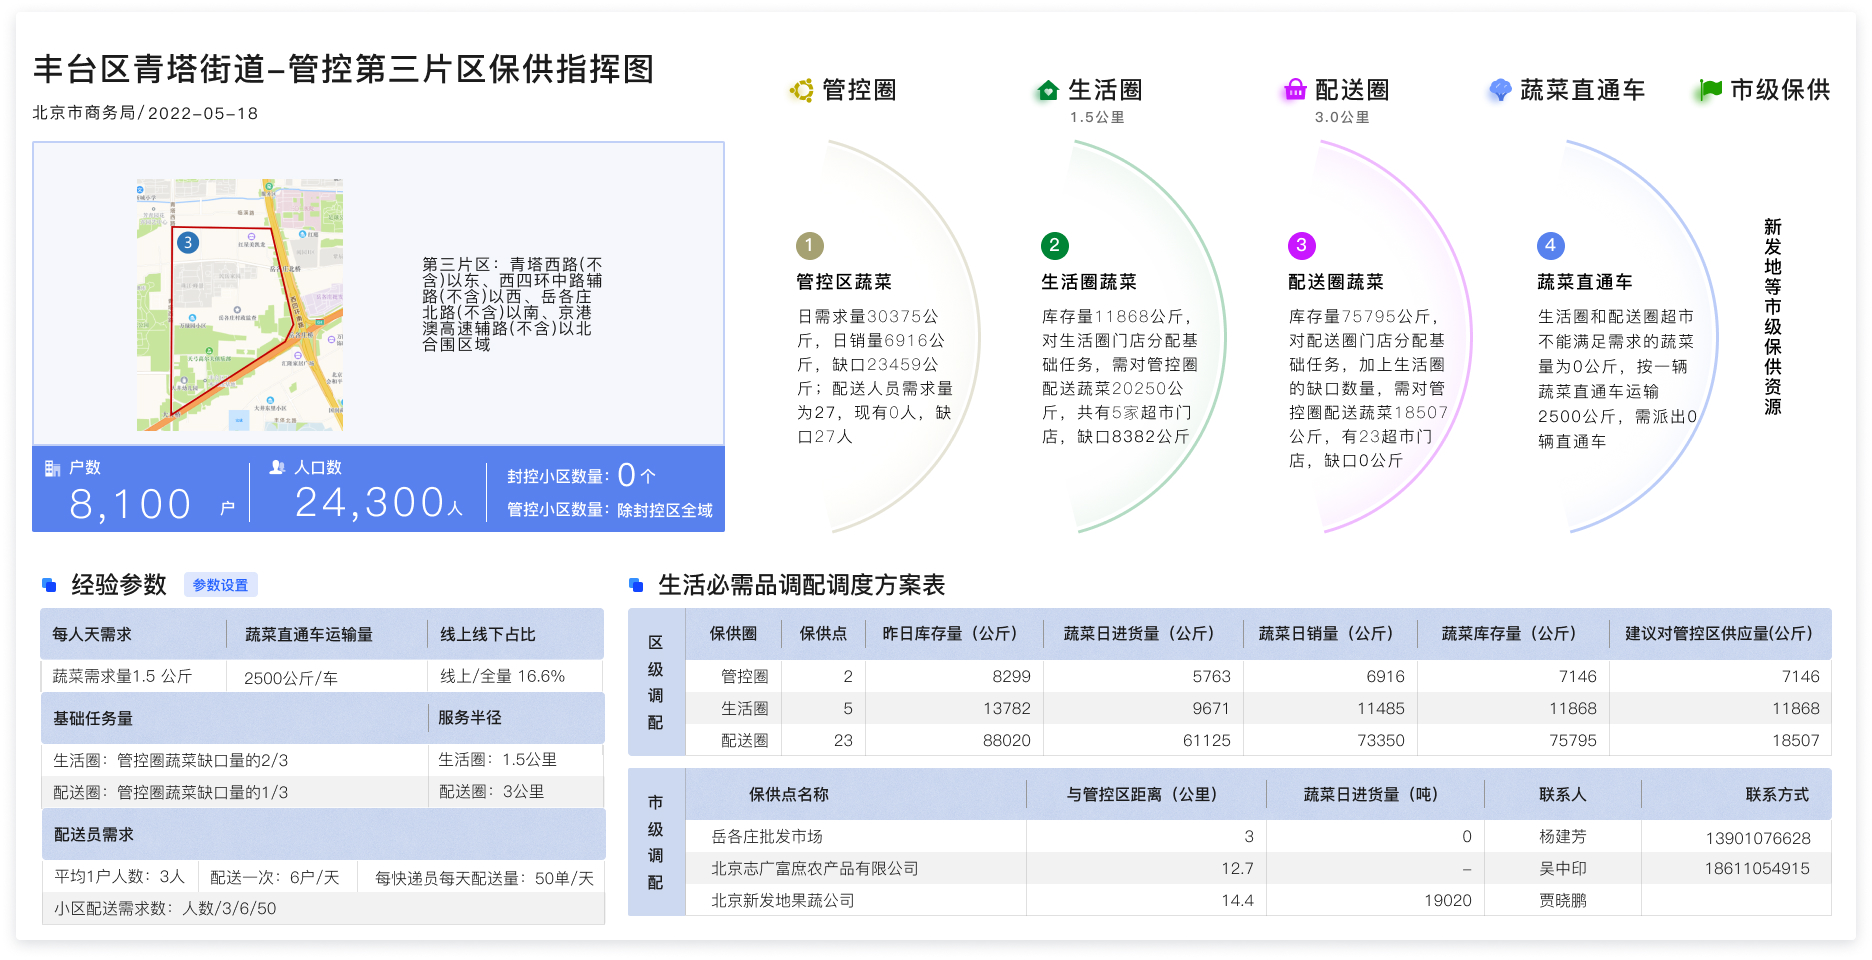 丰台区青塔街道-管控第三片区保供指挥图
北京市商务局/2022-05-18
3
第三片区：青塔西路(不
含)以东、西四环中路辅
路(不含)以西、岳各庄
北路(不含)以南、京港
澳高速辅路(不含)以北
合围区域
户数
8,100 户
人口数
24,300人
封控小区数量：0个
管控小区数量：除封控区全域
管控圈
生活圈
1.5公里
配送圈
3.0公里
蔬菜直通车
市级保供
1
管控区蔬菜
日需求量30375公
斤，日销量6916公
斤，缺口23459公
斤；配送人员需求量
为27，现有0人，缺
口27人
2
生活圈蔬菜
库存量11868公斤，
对生活圈门店分配基
础任务，需对管控圈
配送蔬菜20250公
斤，共有5家超市门
店，缺口8382公斤
3
配送圈蔬菜
库存量75795公斤，
对配送圈门店分配基
础任务，加上生活圈
的缺口数量，需对管
控圈配送蔬菜18507
公斤，有23超市门
店，缺口0公斤
4
蔬菜直通车
生活圈和配送圈超市
不能满足需求的蔬菜
量为0公斤，按一辆
蔬菜直通车运输
2500公斤，需派出0
辆直通车
新发地等市级保供资源
经验参数 参数设置
每人天需求 蔬菜直通车运输量 线上线下占比
蔬菜需求量1.5 公斤 2500公斤/车 线上/全量 16.6%
基础任务量 服务半径
生活圈：管控圈蔬菜缺口量的2/3 生活圈：1.5公里
配送圈：管控圈蔬菜缺口量的1/3 配送圈：3公里
配送员需求
平均1户人数：3人 配送一次：6户/天 每快递员每天配送量：50单/天
小区配送需求数：人数/3/6/50
生活必需品调配调度方案表
区级调配
保供圈 保供点 昨日库存量（公斤） 蔬菜日进货量（公斤） 蔬菜日销量（公斤） 蔬菜库存量（公斤） 建议对管控区供应量(公斤)
管控圈 2 8299 5763 6916 7146 7146
生活圈 5 13782 9671 11485 11868 11868
配送圈 23 88020 61125 73350 75795 18507
市级调配
保供点名称 与管控区距离（公里） 蔬菜日进货量（吨） 联系人 联系方式
岳各庄批发市场 3 0 杨建芳 13901076628
北京志广富庶农产品有限公司 12.7 – 吴中印 18611054915
北京新发地果蔬公司 14.4 19020 贾晓鹏